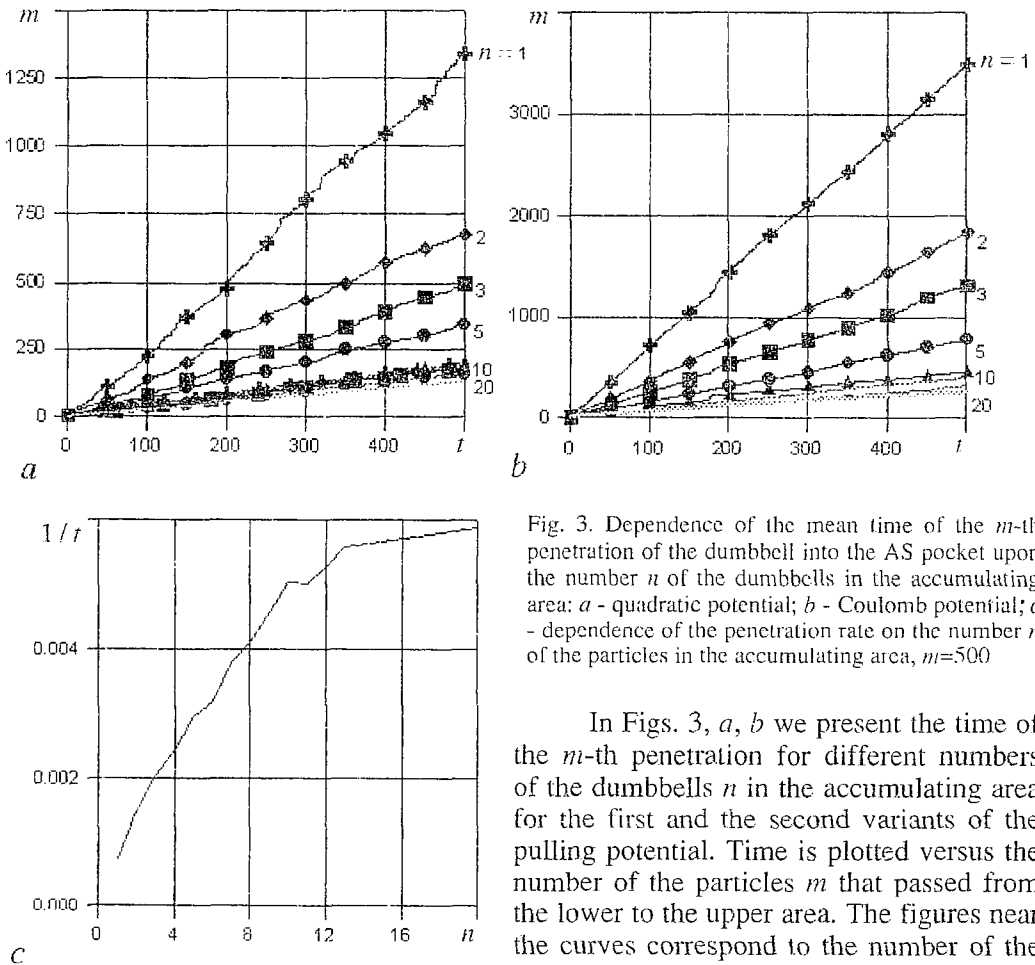 m
n = 1
1250
1000
750
500
250
0
2
3
5
10
20
0 100 200 300 400 t
a
m
n = 1
3000
2000
1000
0
2
3
5
10
20
0 100 200 300 400 t
b
1 / t
0.004
0.002
0.000
0 4 8 12 16 n
c
Fig. 3. Dependence of the mean time of the m-th
penetration of the dumbbell into the AS pocket upon
the number n of the dumbbells in the accumulating
area: a - quadratic potential; b - Coulomb potential; c
- dependence of the penetration rate on the number n
of the particles in the accumulating area, m=500
In Figs. 3, a, b we present the time of
the m-th penetration for different numbers
of the dumbbells n in the accumulating area
for the first and the second variants of the
pulling potential. Time is plotted versus the
number of the particles m that passed from
the lower to the upper area. The figures near
the curves correspond to the number of the